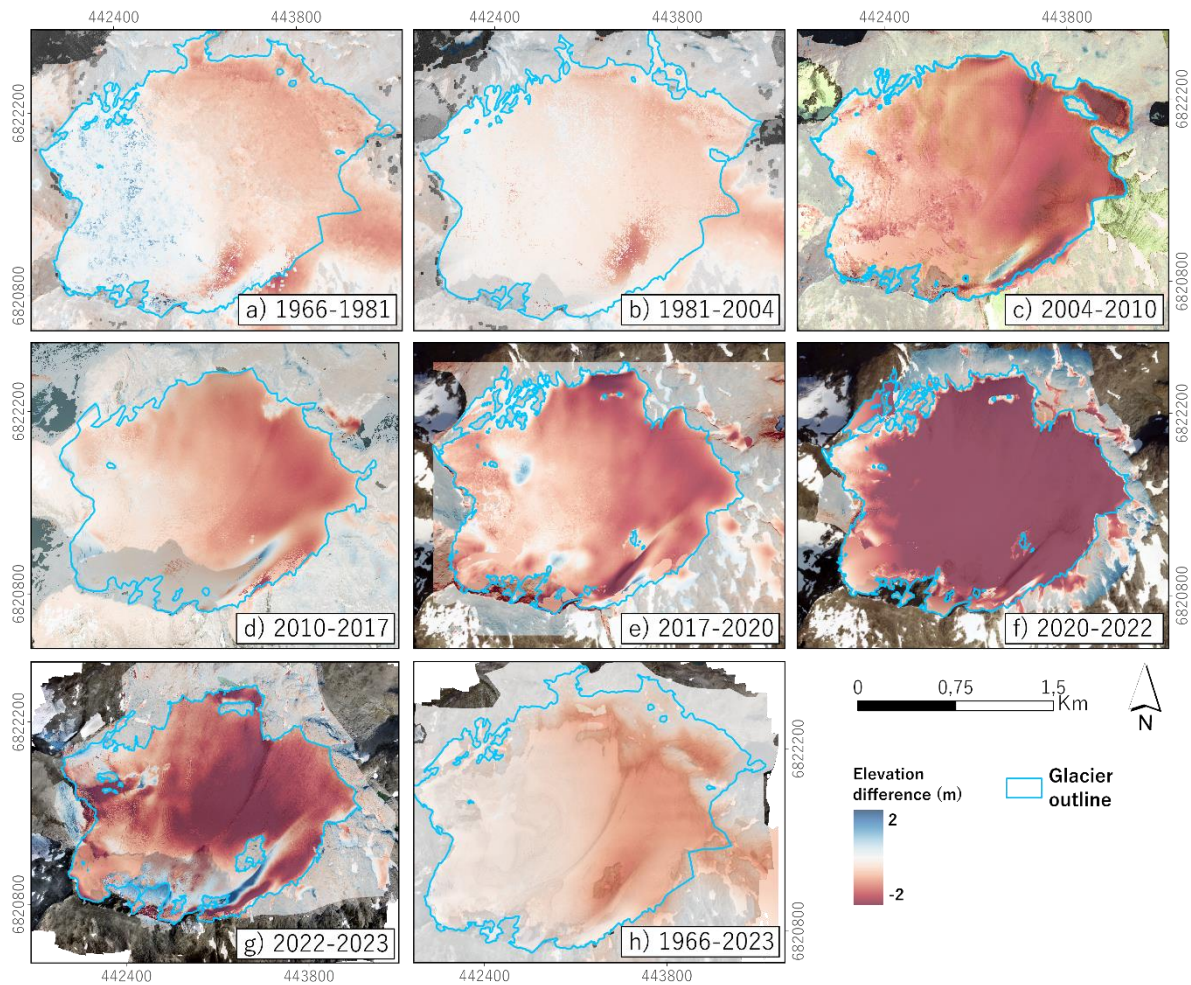 442400 443800 442400 443800 442400 443800
6822200
6820800
a) 1966-1981
b) 1981-2004
c) 2004-2010
6822200
6820800
6822200
6820800
d) 2010-2017
e) 2017-2020
f) 2020-2022
6822200
6820800
6822200
6820800
g) 2022-2023
h) 1966-2023
6822200
6820800
442400 443800 442400 443800
0 0,75 1,5
Km
N
Elevation
difference (m)
2
-2
Glacier
outline